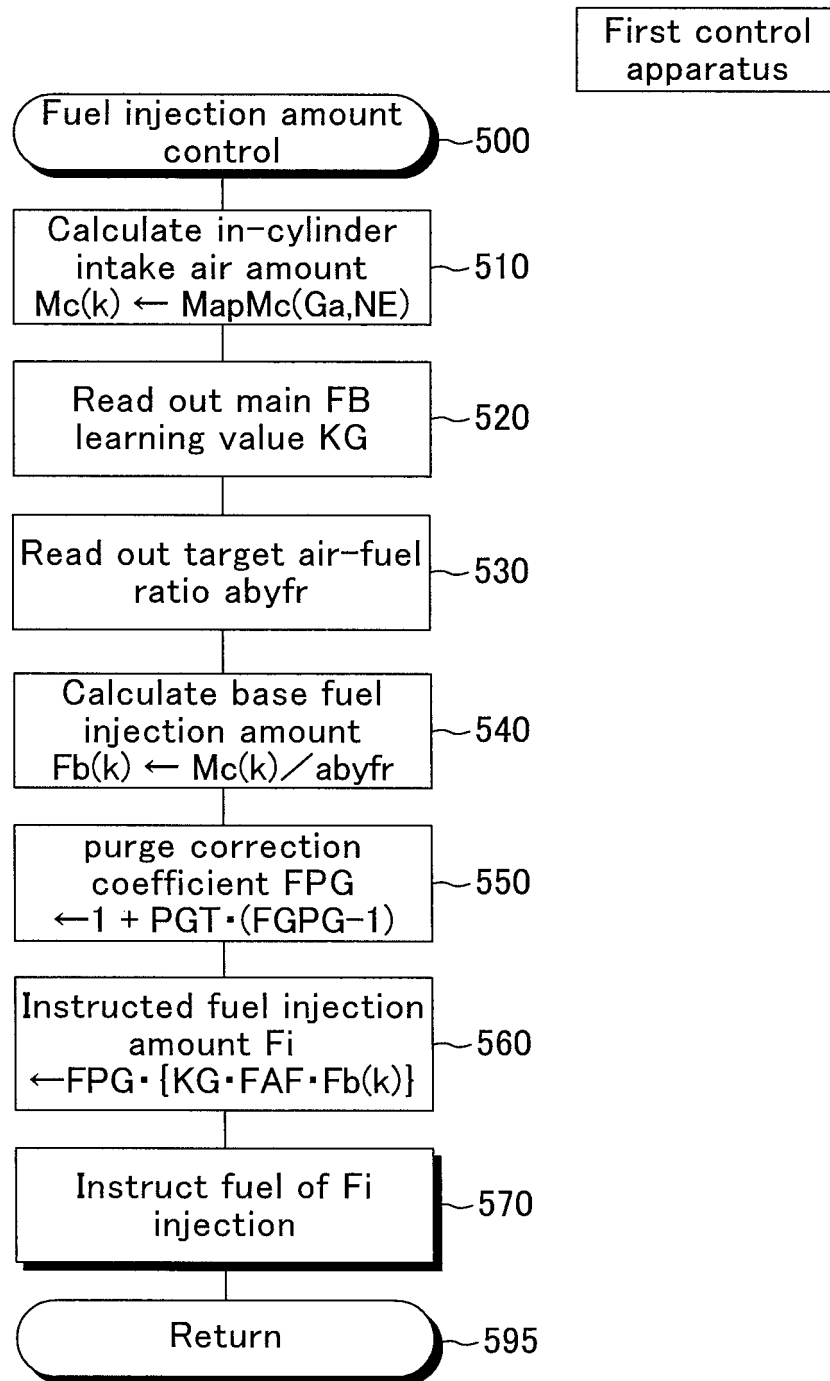 First control
apparatus
Fuel injection amount
control
500
Calculate in-cylinder
intake air amount
Mc(k) ← MapMc(Ga,NE)
510
Read out main FB
learning value KG
520
Read out target air-fuel
ratio abyfr
530
Calculate base fuel
injection amount
Fb(k) ← Mc(k)／abyfr
540
purge correction
coefficient FPG
←1 + PGT・(FGPG-1)
550
Instructed fuel injection
amount Fi
←FPG・{KG・FAF・Fb(k)}
560
Instruct fuel of Fi
injection
570
Return
595